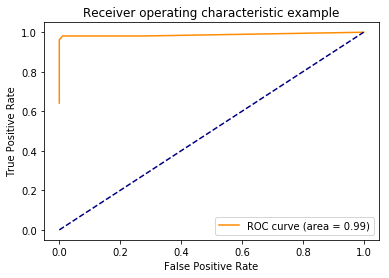 Receiver operating characteristic example
True Positive Rate
1.0
0.8
0.6
0.4
0.2
0.0
ROC curve (area = 0.99)
0.0 0.2 0.4 0.6 0.8 1.0
False Positive Rate